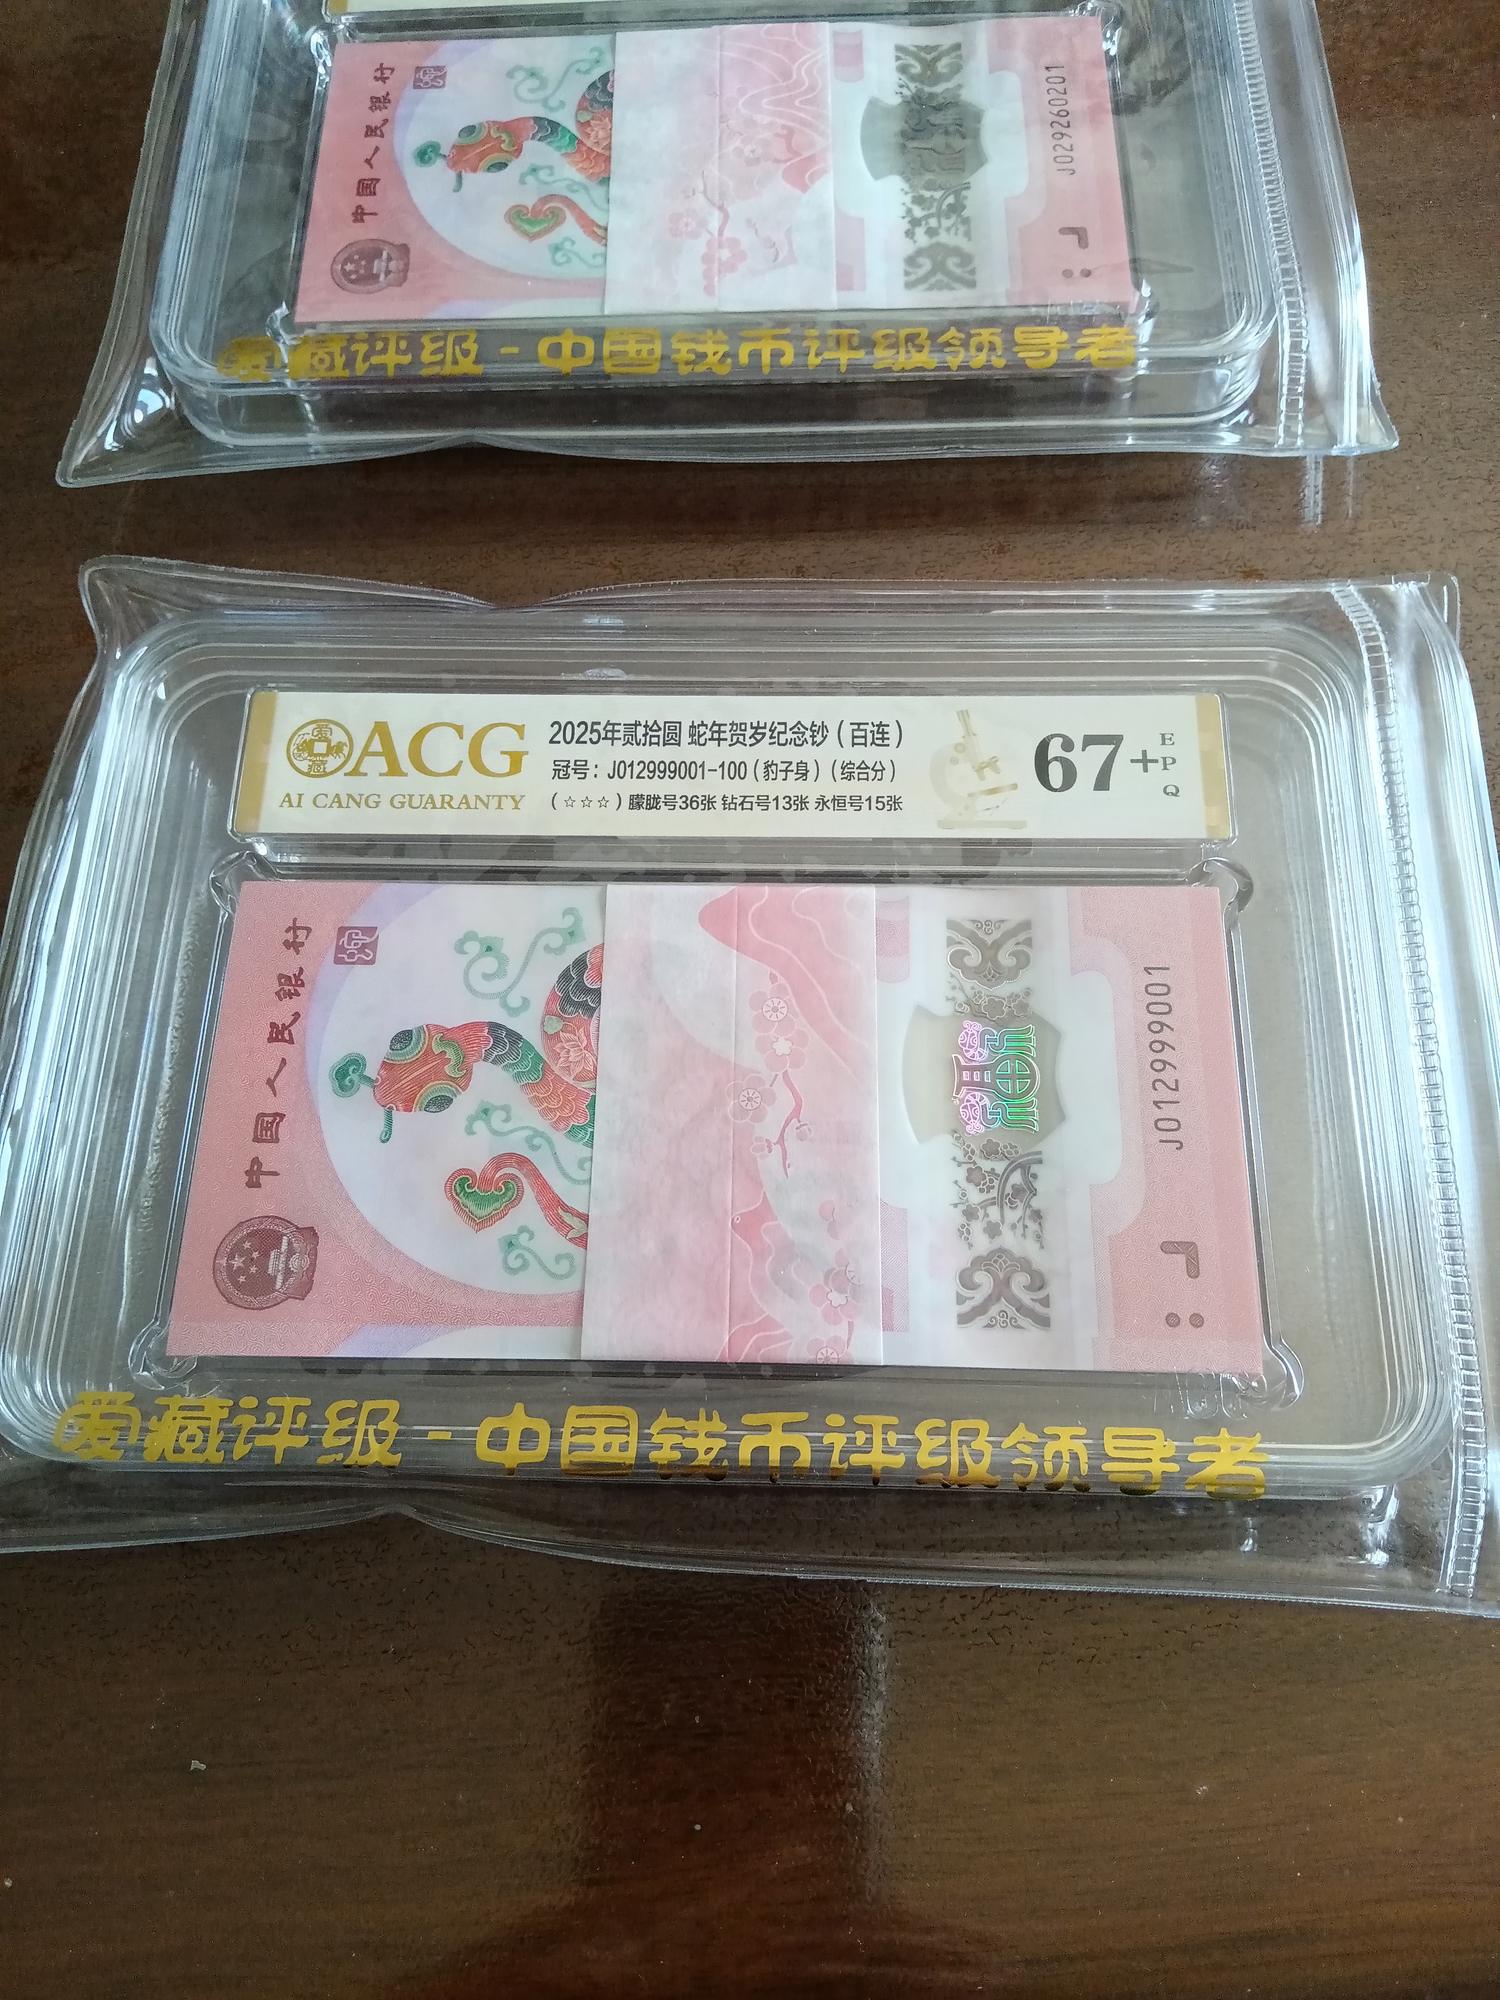 中国人民银行
J029260201
爱藏评级-中国钱币评级领导者
ACG
AI CANG GUARANTY
2025年贰拾圆 蛇年贺岁纪念钞（百连）
冠号：J012999001-100（豹子身）（综合分）
（☆☆☆）朦胧号36张 钻石号13张 永恒号15张
67+
EPQ
中国人民银行
J012999001
爱藏评级-中国钱币评级领导者